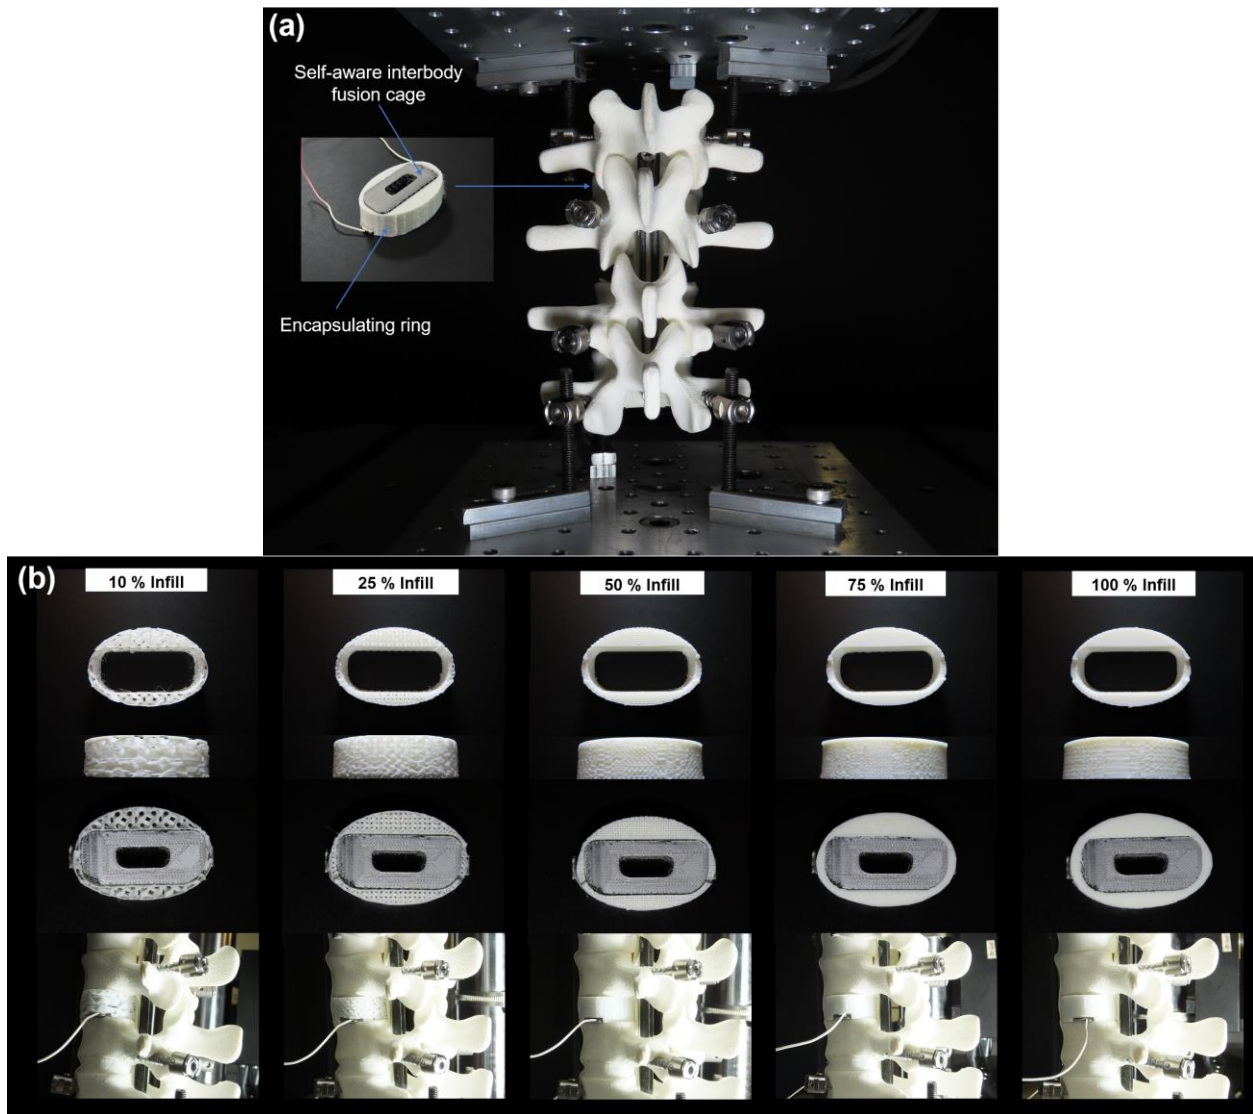 (a)
Self-aware interbody
fusion cage
Encapsulating ring
(b)
10 % Infill
25 % Infill
50 % Infill
75 % Infill
100 % Infill